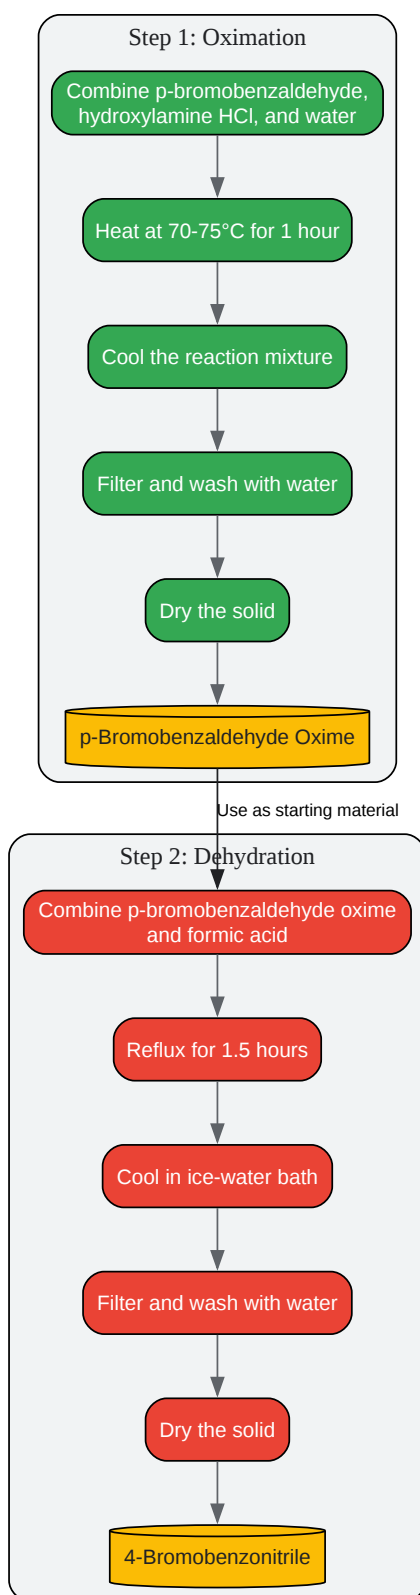 Step 1: Oximation
Combine p-bromobenzaldehyde,
hydroxylamine HCl, and water
Heat at 70-75°C for 1 hour
Cool the reaction mixture
Filter and wash with water
Dry the solid
p-Bromobenzaldehyde Oxime
Use as starting material
Step 2: Dehydration
Combine p-bromobenzaldehyde oxime
and formic acid
Reflux for 1.5 hours
Cool in ice-water bath
Filter and wash with water
Dry the solid
4-Bromobenzonitrile